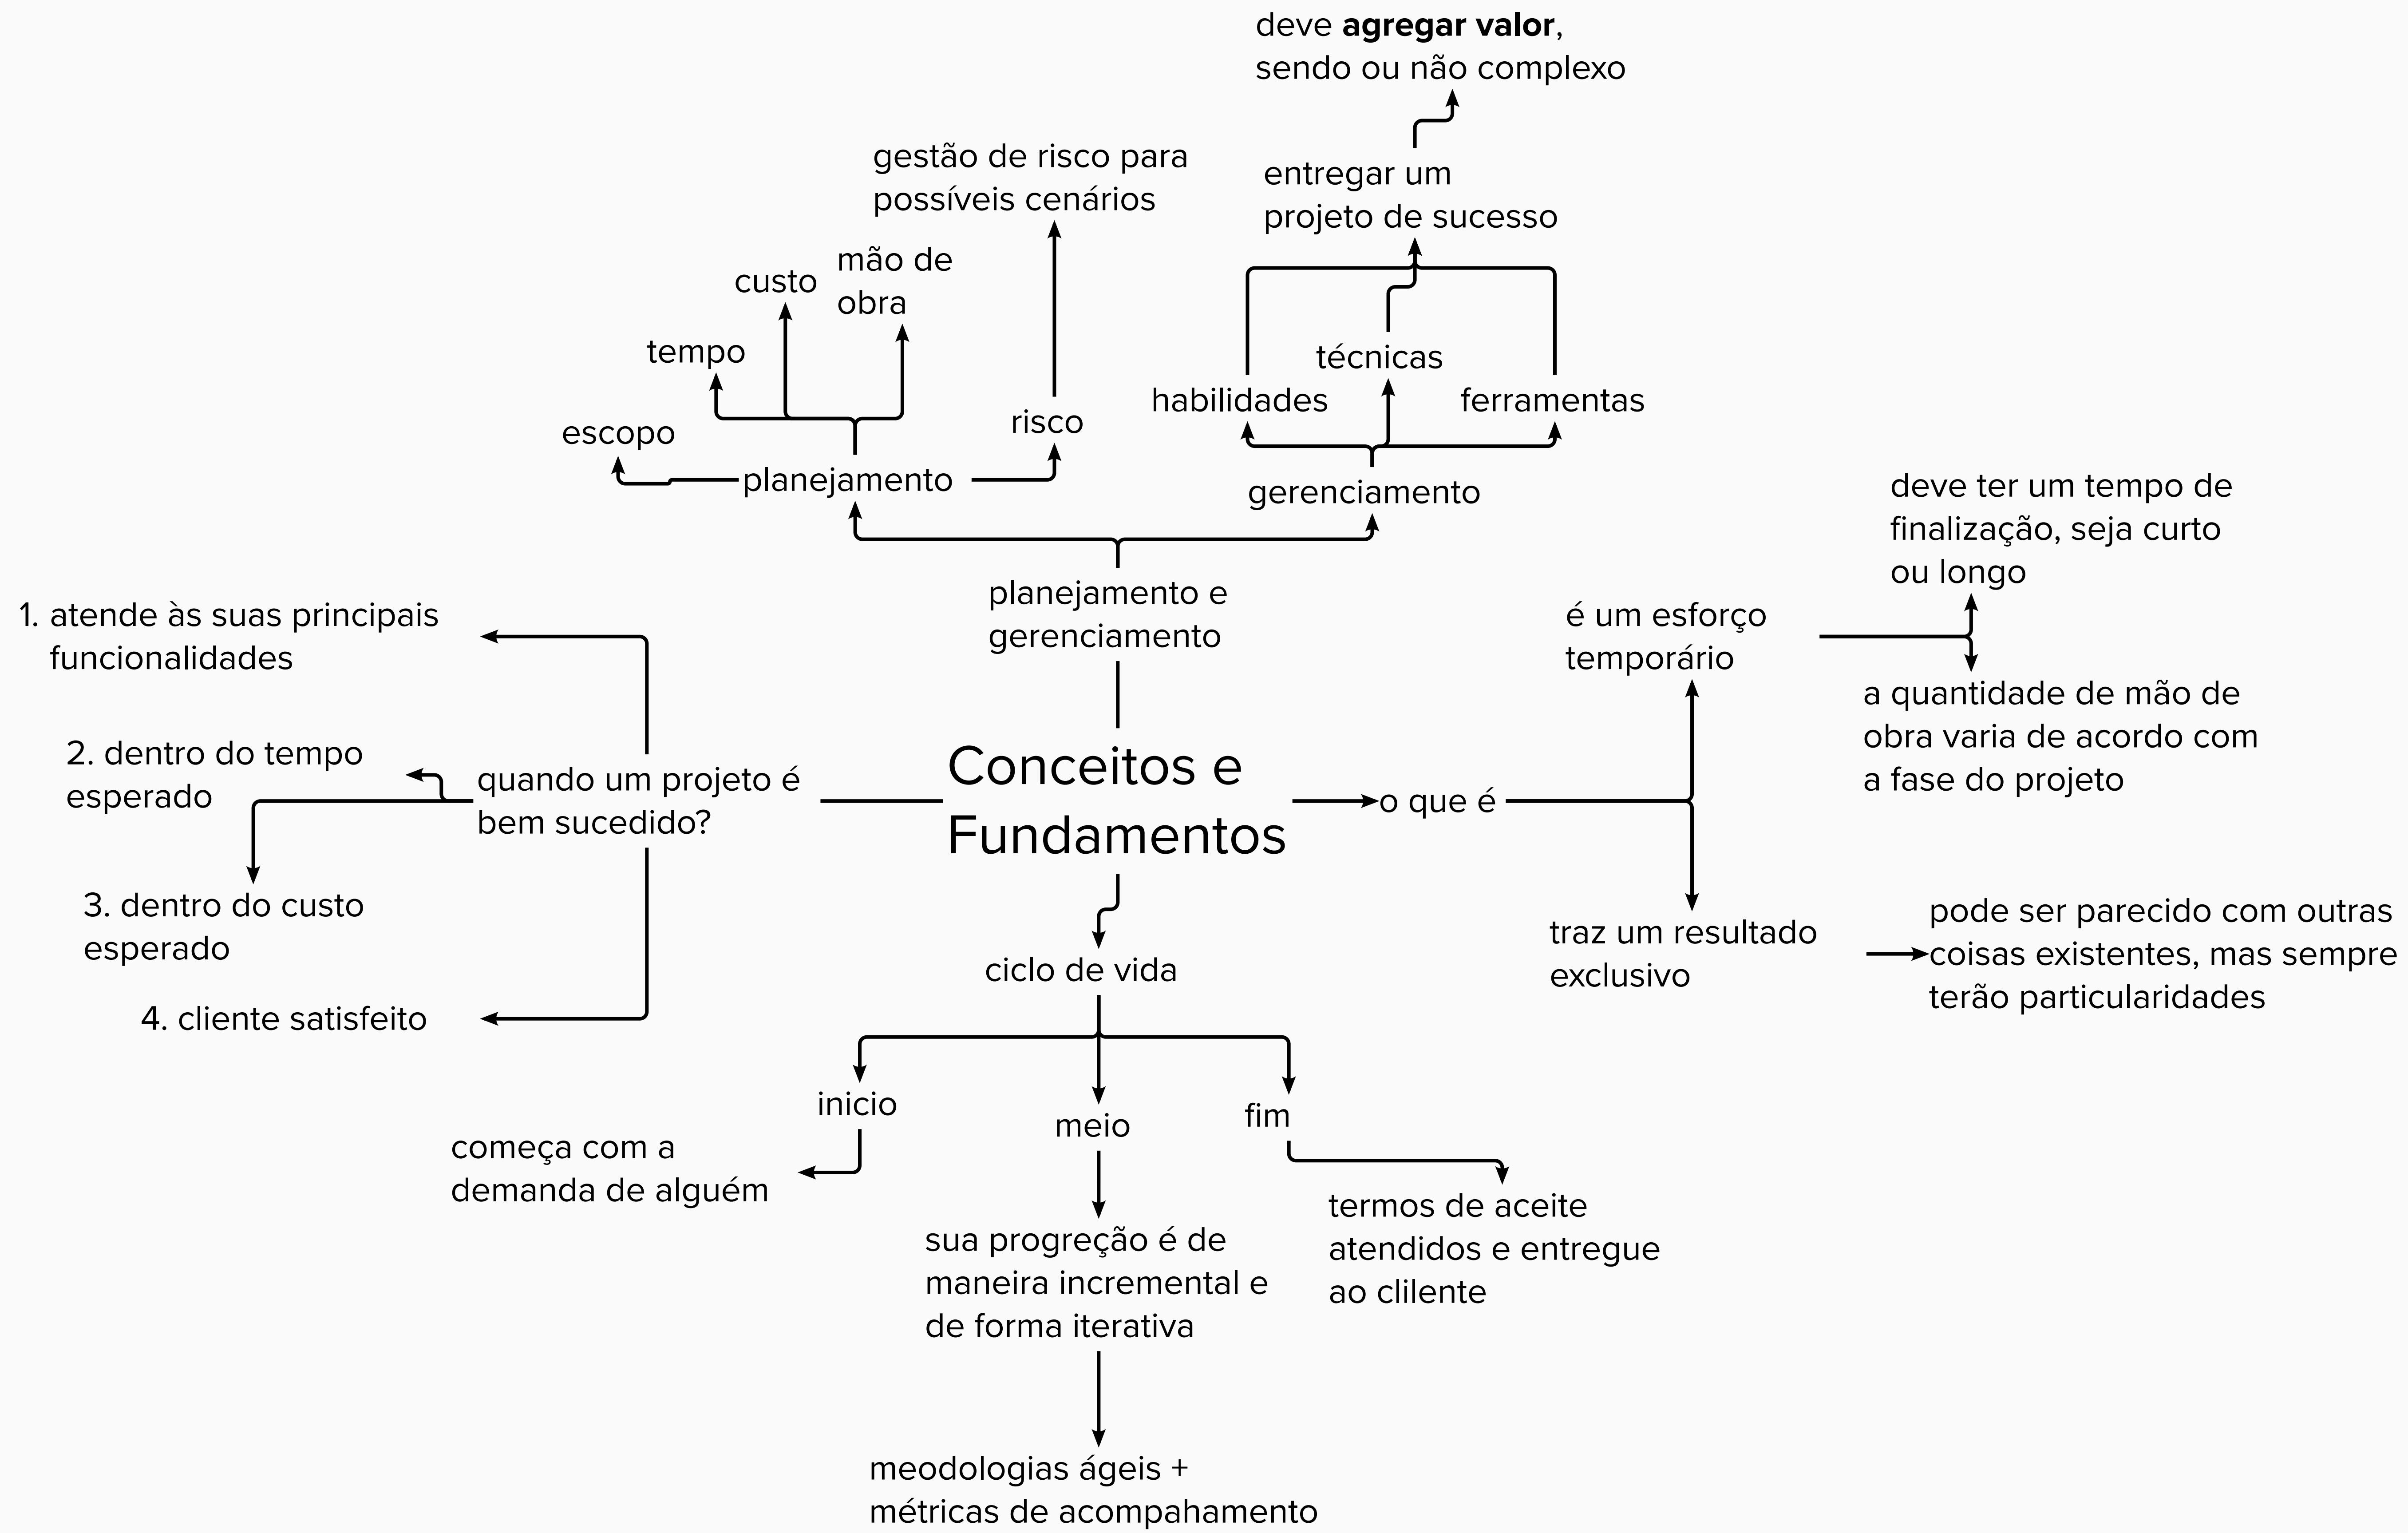 deve agregar valor,
sendo ou não complexo
gestão de risco para
possíveis cenários
entregar um
projeto de sucesso
custo
mão de
obra
tempo
técnicas
habilidades
ferramentas
escopo
risco
planejamento
gerenciamento
planejamento e
gerenciamento
deve ter um tempo de
finalização, seja curto
ou longo
é um esforço
temporário
a quantidade de mão de
obra varia de acordo com
a fase do projeto
1. atende às suas principais
funcionalidades
2. dentro do tempo
esperado
quando um projeto é
bem sucedido?
Conceitos e
Fundamentos
o que é
3. dentro do custo
esperado
4. cliente satisfeito
traz um resultado
exclusivo
pode ser parecido com outras
coisas existentes, mas sempre
terão particularidades
ciclo de vida
inicio
meio
fim
começa com a
demanda de alguém
sua progreção é de
maneira incremental e
de forma iterativa
termos de aceite
atendidos e entregue
ao clilente
meodologias ágeis +
métricas de acompahamento